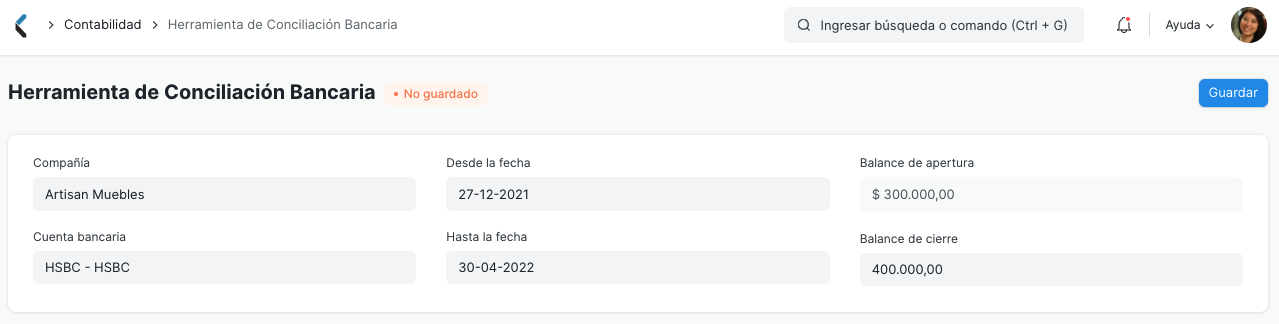 Contabilidad Herramienta de Conciliación Bancaria Ingresar búsqueda o comando (Ctrl + G) Ayuda
Herramienta de Conciliación Bancaria • No guardado Guardar
Compañía Desde la fecha Balance de apertura
Artisan Muebles 27-12-2021 $ 300.000,00
Cuenta bancaria Hasta la fecha Balance de cierre
HSBC - HSBC 30-04-2022 400.000,00